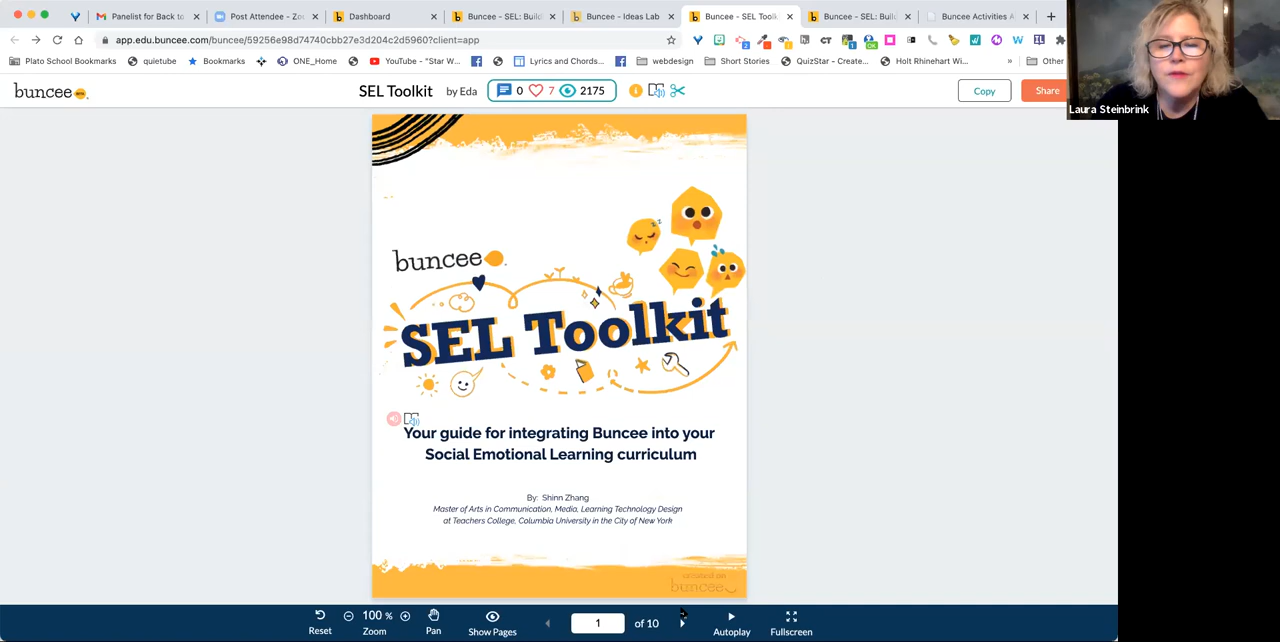 Panelist for Back to
Post Attendee - Zoo
Dashboard
Buncee - SEL: Build
Buncee - Ideas Lab
Buncee - SEL Toolk
Buncee - SEL: Buil
Buncee Activities A
app.edu.buncee.com/buncee/59256e98d74740cbb27e3d204c2d5960?client=app
Plato School Bookmarks
quietube
Bookmarks
ONE_Home
YouTube - "Star W...
Lyrics and Chords...
webdesign
Short Stories
QuizStar - Create...
Holt Rhinehart Wi...
»
Other
buncee
SEL Toolkit by Eda
0 7 2175
Copy
Share
Laura Steinbrink
buncee
SEL Toolkit
Your guide for integrating Buncee into your
Social Emotional Learning curriculum
By: Shinn Zhang
Master of Arts in Communication, Media, Learning Technology Design
at Teachers College, Columbia University in the City of New York
created on
buncee
Reset
100 %
Zoom
Pan
Show Pages
1 of 10
Autoplay
Fullscreen